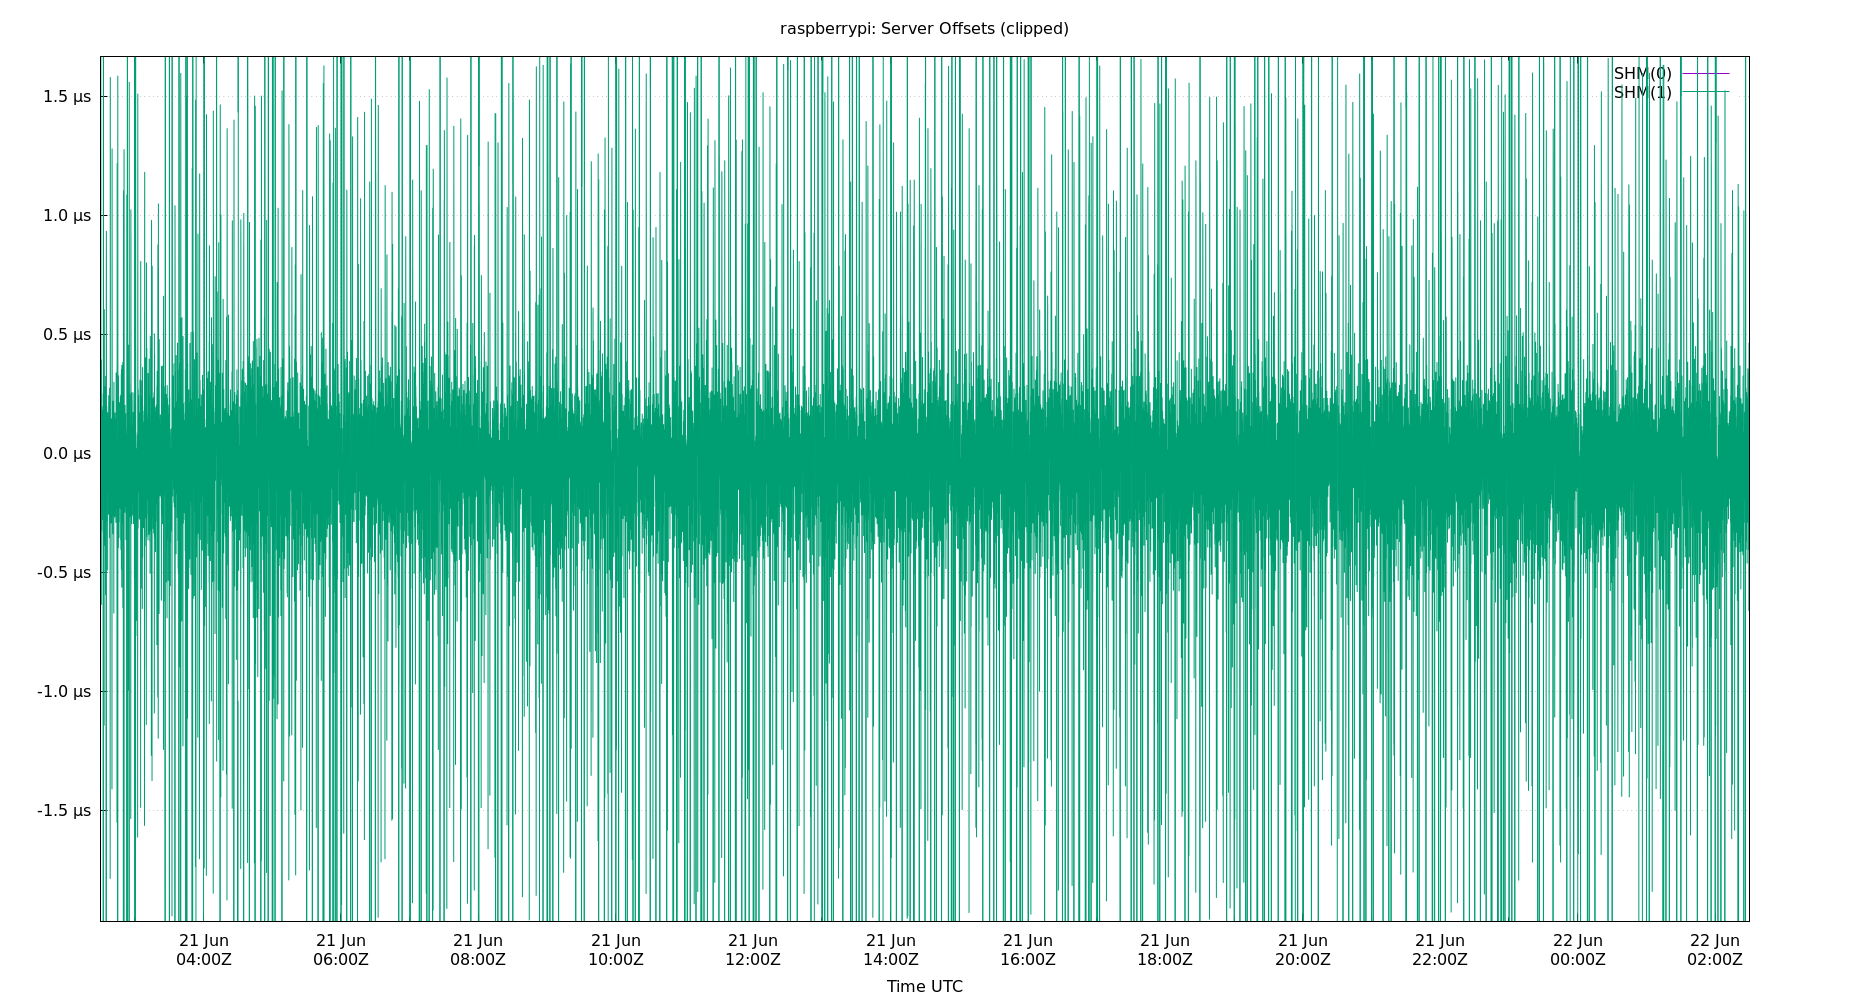 raspberrypi: Server Offsets (clipped)
SHM(0)
SHM(1)
1.5 µs
1.0 µs
0.5 µs
0.0 µs
-0.5 µs
-1.0 µs
-1.5 µs
21 Jun 21 Jun 21 Jun 21 Jun 21 Jun 21 Jun 21 Jun 21 Jun 21 Jun 21 Jun 22 Jun 22 Jun
04:00Z 06:00Z 08:00Z 10:00Z 12:00Z 14:00Z 16:00Z 18:00Z 20:00Z 22:00Z 00:00Z 02:00Z
Time UTC